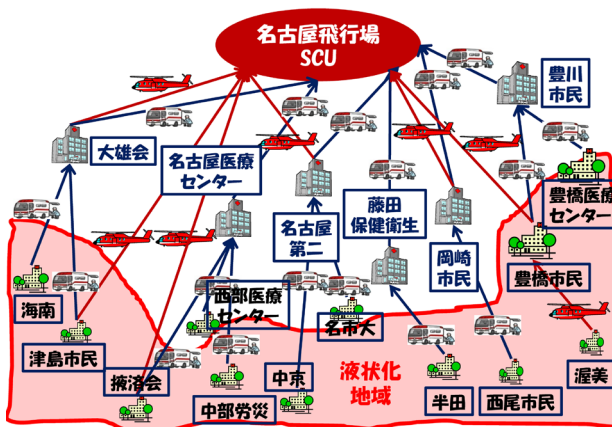 名古屋飛行場
SCU
豊川
市民
大雄会
名古屋医療
センター
豊橋医療
センター
名古屋
第二
藤田
保健衛生
岡崎
市民
豊橋市民
海南
西部医療
センター
名市大
津島市民
掖済会
中京
液状化
地域
渥美
中部労災
半田
西尾市民